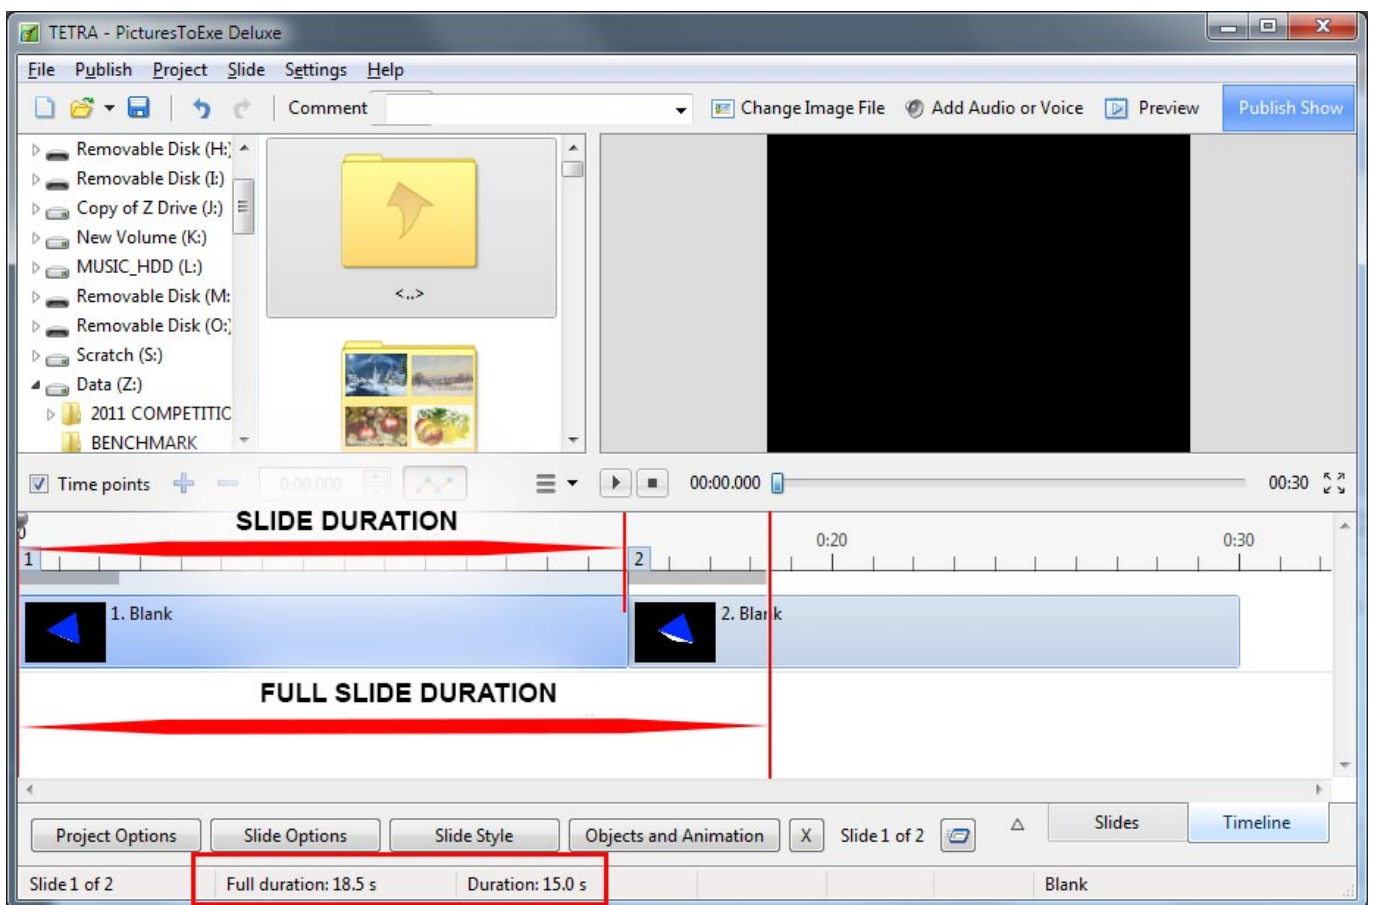 TETRA - PicturesToExe Deluxe
File Publish Project Slide Settings Help
Comment Change Image File Add Audio or Voice Preview Publish Show
Removable Disk (H:)
Removable Disk (I:)
Copy of Z Drive (J:)
New Volume (K:)
MUSIC_HDD (L:)
Removable Disk (M:
Removable Disk (O:)
Scratch (S:)
Data (Z:)
2011 COMPETITIC
BENCHMARK
<..>
Time points 0:00.000 00:00.000 00:30
SLIDE DURATION
0 0:20 0:30
1 2
1. Blank 2. Blank
FULL SLIDE DURATION
Project Options Slide Options Slide Style Objects and Animation X Slide 1 of 2 Slides Timeline
Slide 1 of 2 Full duration: 18.5 s Duration: 15.0 s Blank